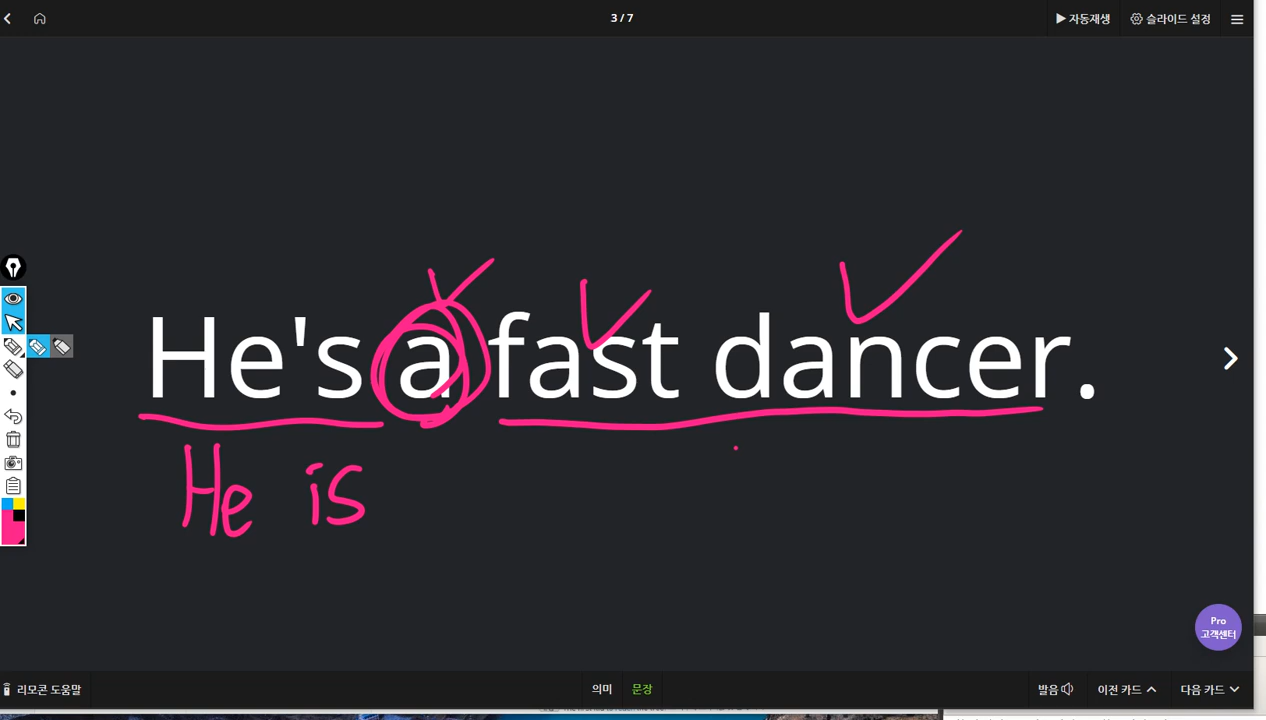 3 / 7
자동재생
슬라이드 설정
He's a fast dancer.
He is
Pro
고객센터
리모콘 도움말
의미
문장
발음
이전 카드
다음 카드